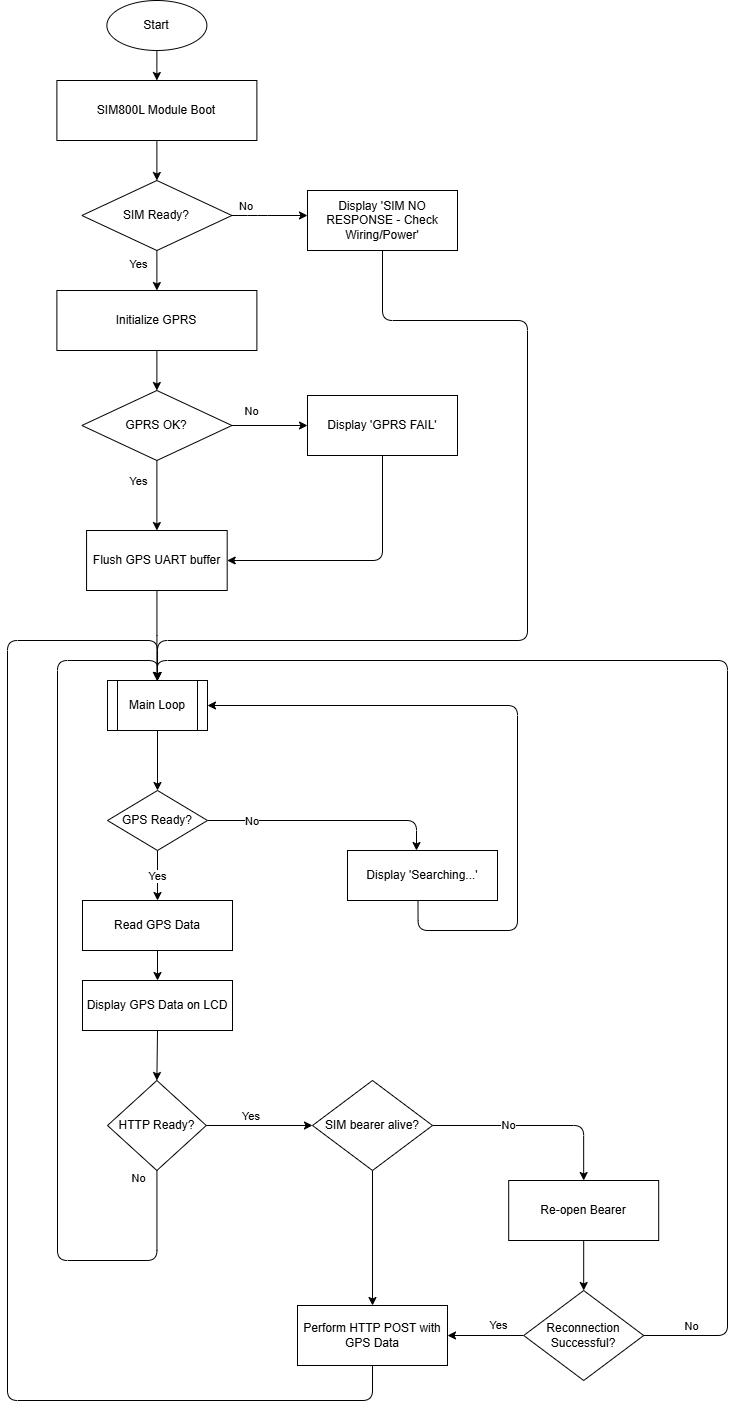 Start
SIM800L Module Boot
SIM Ready?
No
Display 'SIM NO
RESPONSE - Check
Wiring/Power'
Yes
Initialize GPRS
GPRS OK?
No
Display 'GPRS FAIL'
Yes
Flush GPS UART buffer
Main Loop
GPS Ready?
No
Display 'Searching...'
Yes
Read GPS Data
Display GPS Data on LCD
HTTP Ready?
Yes
SIM bearer alive?
No
No
Re-open Bearer
Perform HTTP POST with
GPS Data
Yes
Reconnection
Successful?
No